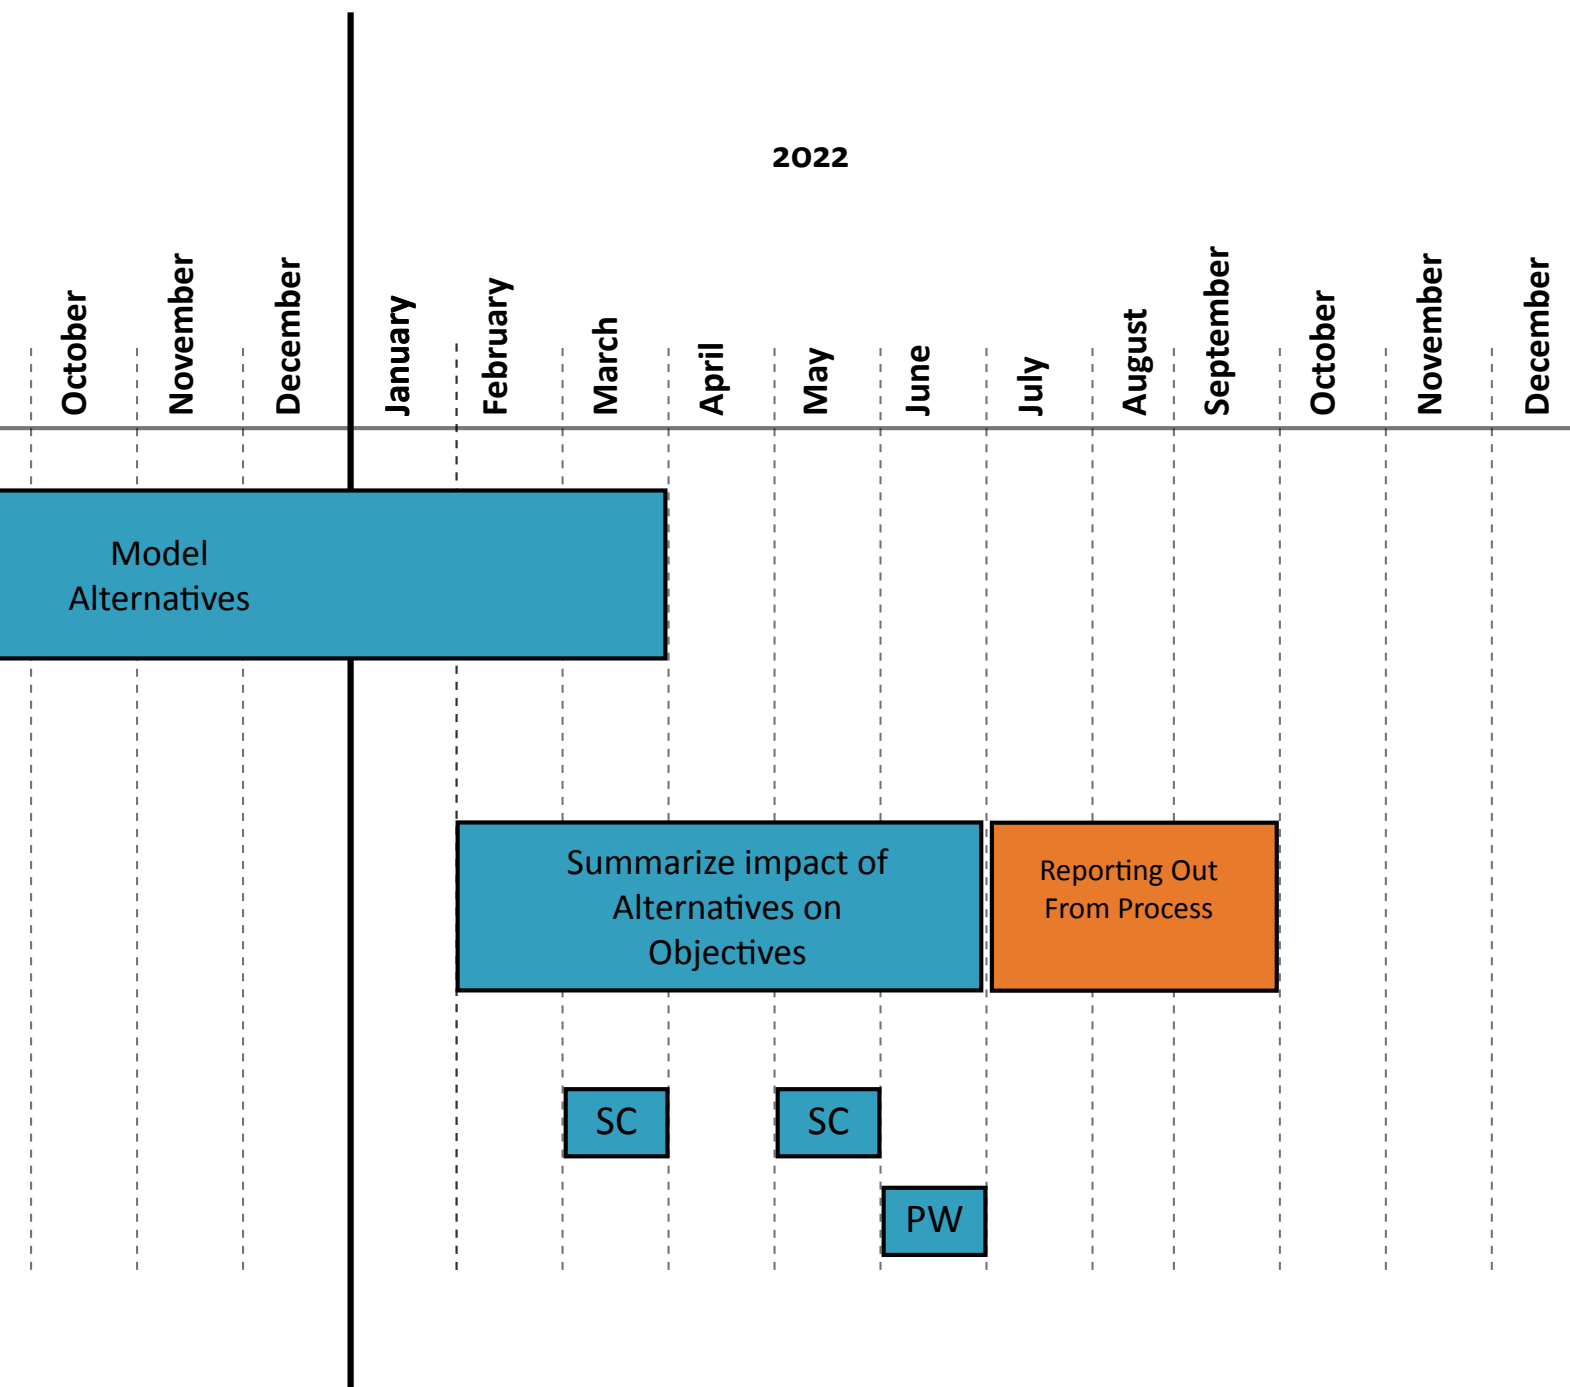 2022
October
November
December
January
February
March
April
May
June
July
August
September
October
November
December
Model
Alternatives
Summarize impact of
Alternatives on
Objectives
Reporting Out
From Process
SC
SC
PW